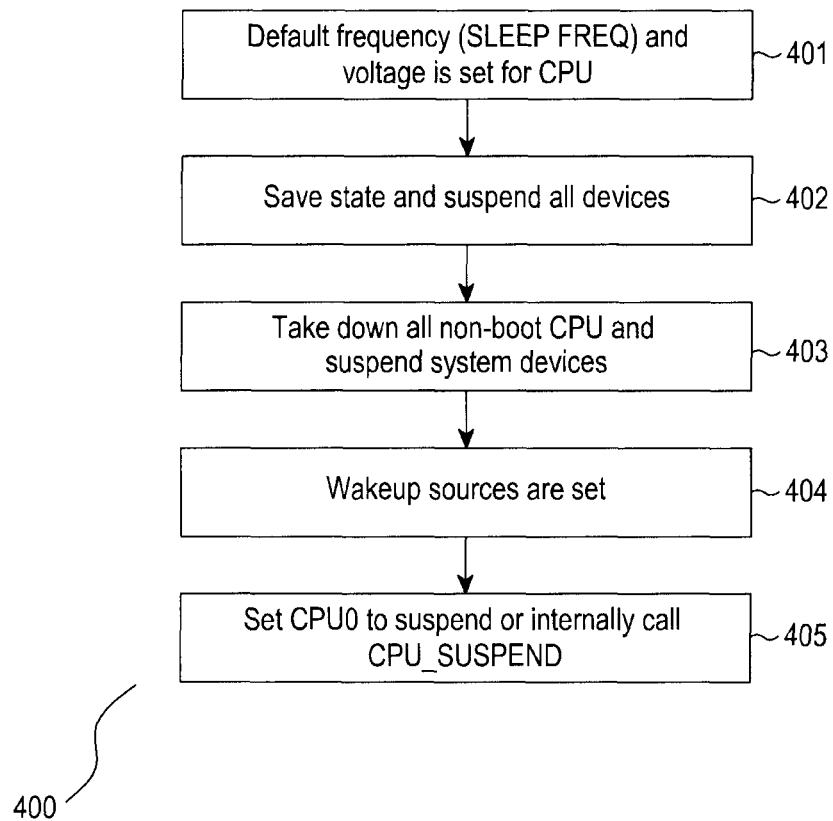 Default frequency (SLEEP FREQ) and
voltage is set for CPU
401
Save state and suspend all devices
402
Take down all non-boot CPU and
suspend system devices
403
Wakeup sources are set
404
Set CPU0 to suspend or internally call
CPU_SUSPEND
405
400